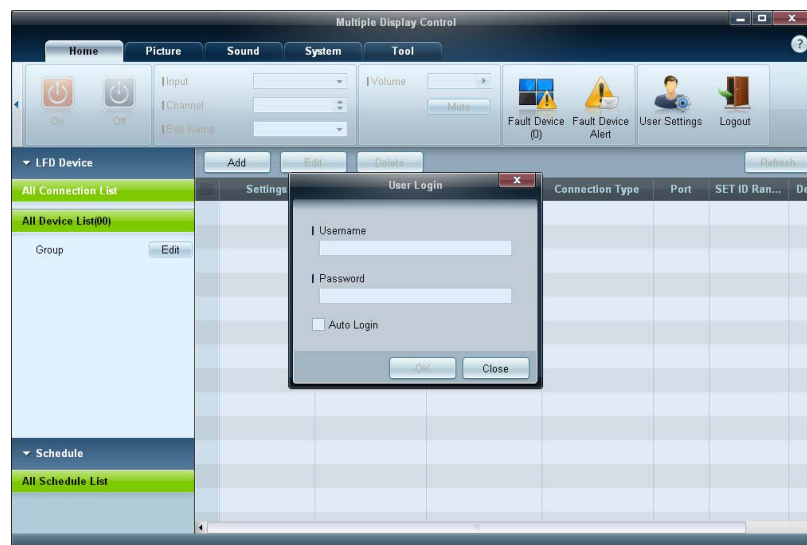 Multiple Display Control
Home Picture Sound System Tool
?
Input
Channel
Edit Name
On Off
Volume
Mute
Fault Device (0)
Fault Device Alert
User Settings
Logout
LFD Device
All Connection List
All Device List(00)
Group Edit
Schedule
All Schedule List
Add Edit Delete Refresh
Settings Connection Type Port SET ID Ran... De
User Login
Username
Password
Auto Login
OK Close